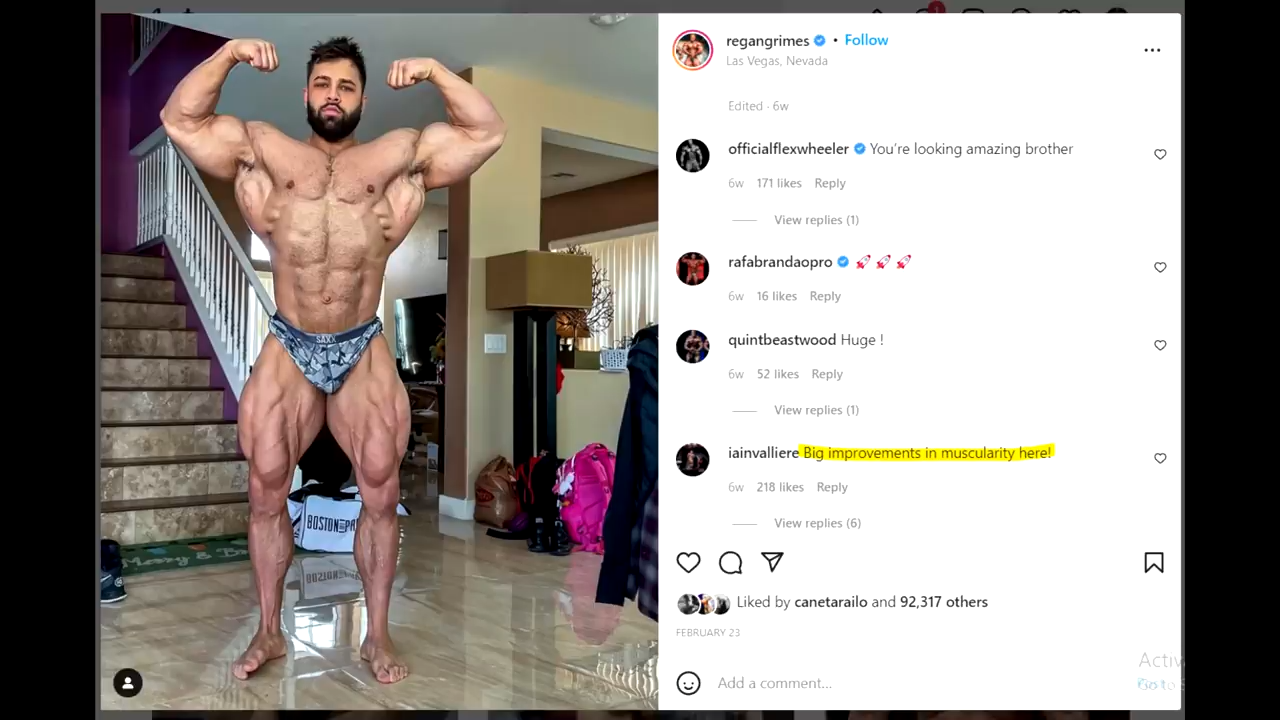 regangrimes • Follow
Las Vegas, Nevada
Edited · 6w
officialflexwheeler You're looking amazing brother
6w 171 likes Reply
View replies (1)
rafabrandaopro 🚀🚀🚀
6w 16 likes Reply
quintbeastwood Huge !
6w 52 likes Reply
View replies (1)
iainvalliere Big improvements in muscularity here!
6w 218 likes Reply
View replies (6)
Liked by canetarailo and 92,317 others
FEBRUARY 23
Add a comment...
SAXX
BOSTON
1
Go to